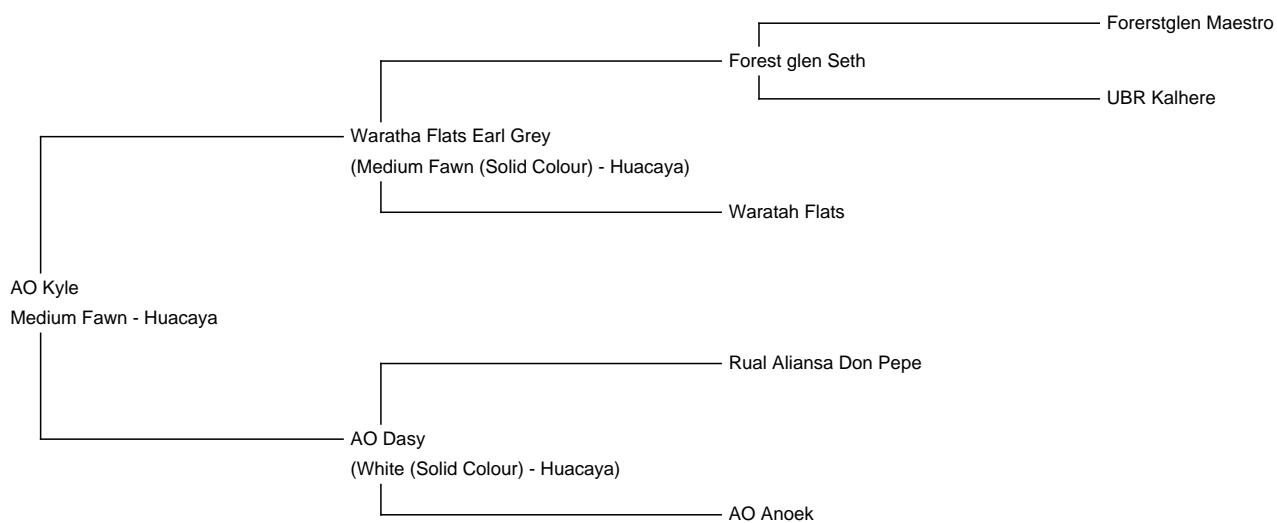 Forerstglen Maestro
Forest glen Seth
UBR Kalhere
Waratha Flats Earl Grey
(Medium Fawn (Solid Colour) - Huacaya)
Waratah Flats
AO Kyle
Medium Fawn - Huacaya
Rual Aliansa Don Pepe
AO Dasy
(White (Solid Colour) - Huacaya)
AO Anoek